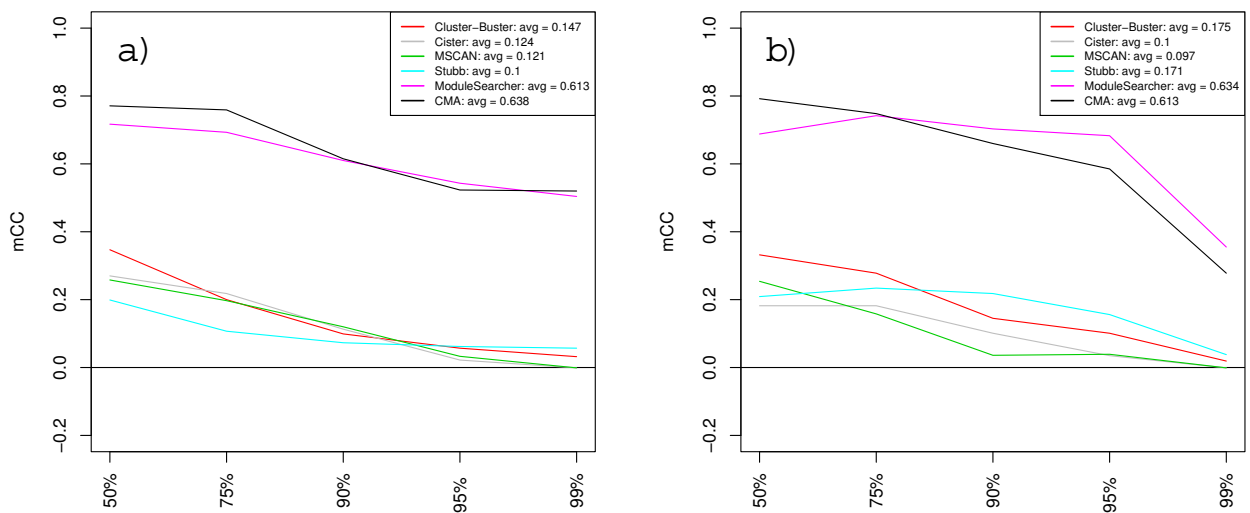 a)
Cluster−Buster: avg = 0.147
Cister: avg = 0.124
MSCAN: avg = 0.121
Stubb: avg = 0.1
ModuleSearcher: avg = 0.613
CMA: avg = 0.638
mCC
1.0
0.8
0.6
0.4
0.2
0.0
−0.2
50%
75%
90%
95%
99%
b)
Cluster−Buster: avg = 0.175
Cister: avg = 0.1
MSCAN: avg = 0.097
Stubb: avg = 0.171
ModuleSearcher: avg = 0.634
CMA: avg = 0.613
mCC
1.0
0.8
0.6
0.4
0.2
0.0
−0.2
50%
75%
90%
95%
99%